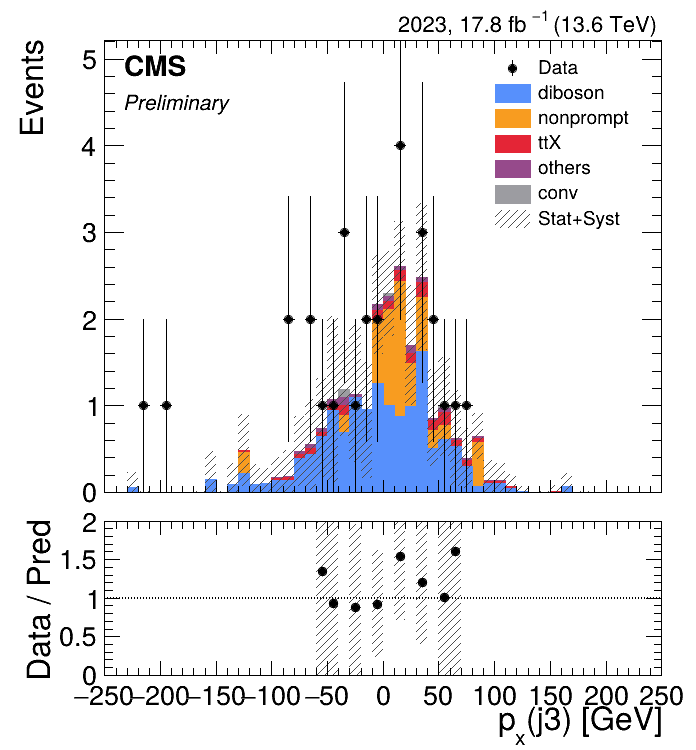 2023, 17.8 fb⁻¹ (13.6 TeV)
CMS
Preliminary
Events
5
4
3
2
1
0
Data
diboson
nonprompt
ttX
others
conv
Stat+Syst
Data / Pred
2
1.5
1
0.5
0
−250 −200 −150 −100 −50 0 50 100 150 200 250
pₓ(j3) [GeV]